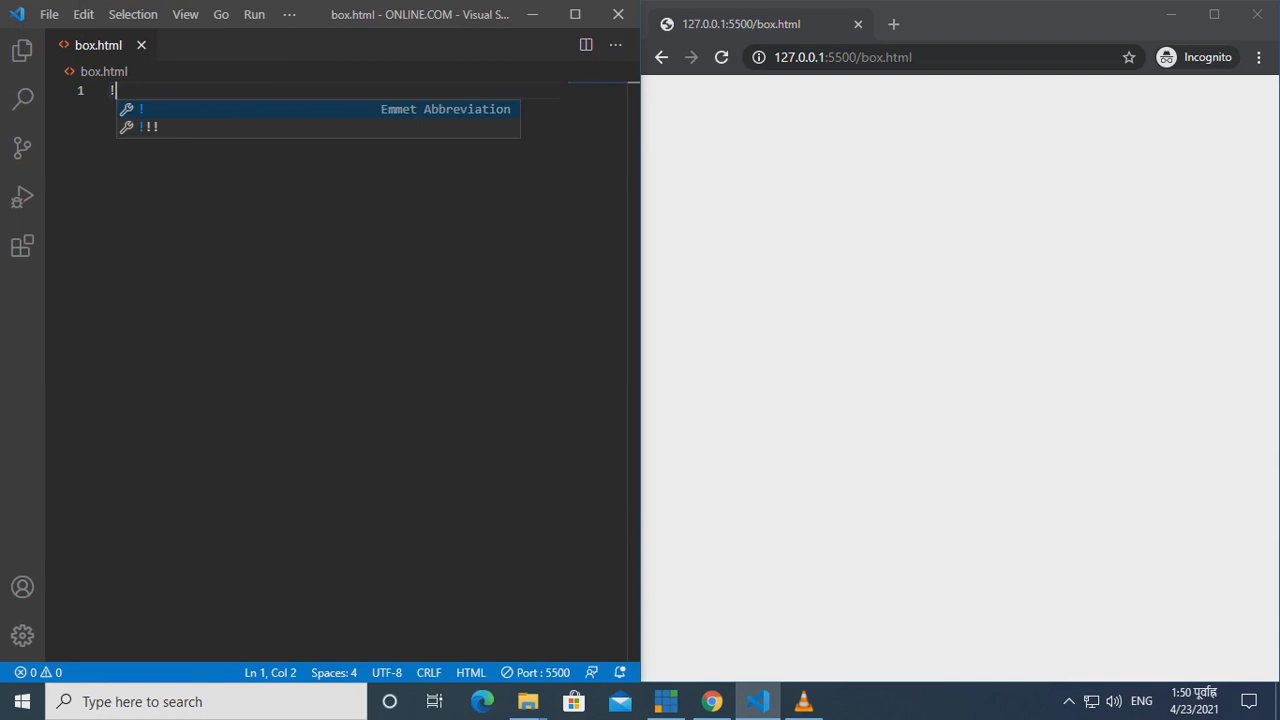 File Edit Selection View Go Run ··· box.html - ONLINE.COM - Visual S...
box.html
box.html
1 !
! Emmet Abbreviation
!!!
0 0 Ln 1, Col 2 Spaces: 4 UTF-8 CRLF HTML Port : 5500
127.0.0.1:5500/box.html
127.0.0.1:5500/box.html Incognito
Type here to search
ENG
1:50 पूर्वाह्न
4/23/2021